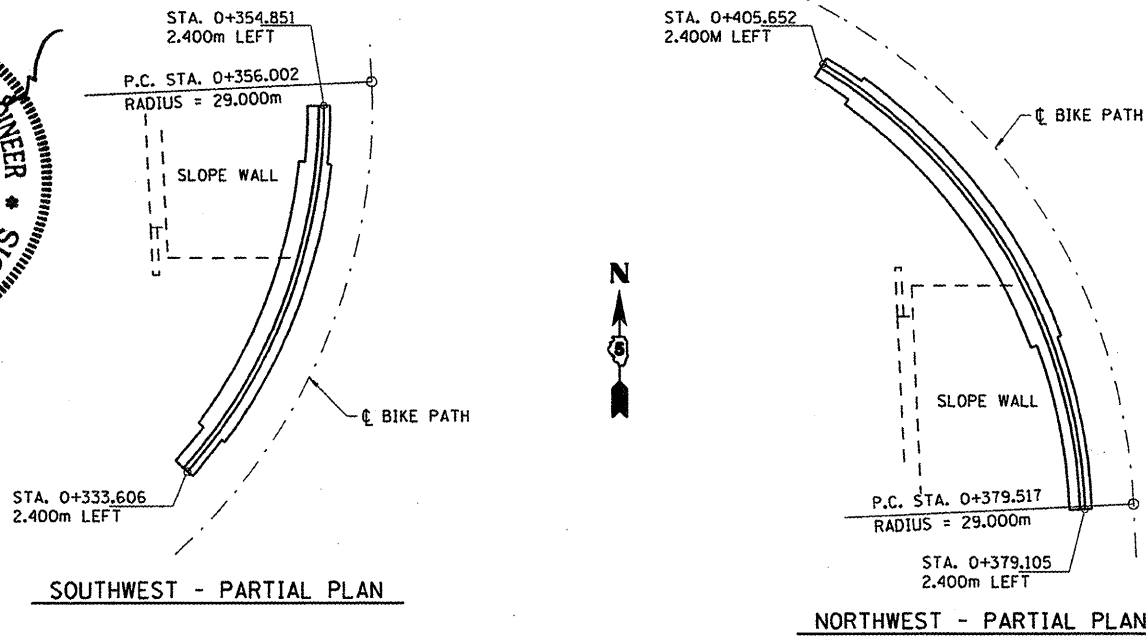 STA. 0+354.851
2.400m LEFT
P.C. STA. 0+356.002
RADIUS = 29.000m
SLOPE WALL
℄ BIKE PATH
STA. 0+333.606
2.400m LEFT
SOUTHWEST - PARTIAL PLAN
N
5
STA. 0+405.652
2.400M LEFT
℄ BIKE PATH
SLOPE WALL
P.C. STA. 0+379.517
RADIUS = 29.000m
STA. 0+379.105
2.400m LEFT
NORTHWEST - PARTIAL PLAN